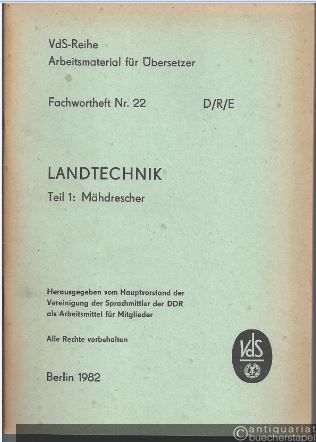 VdS-Reihe
Arbeitsmaterial für Übersetzer
Fachwortheft Nr. 22 D/R/E
LANDTECHNIK
Teil 1: Mähdrescher
Herausgegeben vom Hauptvorstand der
Vereinigung der Sprachmittler der DDR
als Arbeitsmittel für Mitglieder
Alle Rechte vorbehalten
VdS
Berlin 1982
antiquariat
buecherstapel